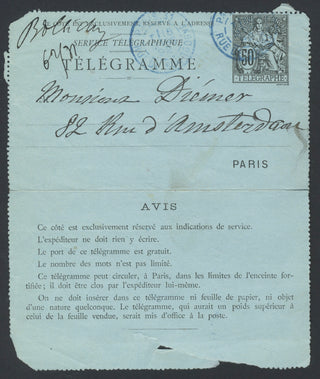 CE CÔTÉ EST EXCLUSIVEMENT RÉSERVÉ À L'ADRESSE
SERVICE TÉLÉGRAPHIQUE
TÉLÉGRAMME
50
TÉLÉGRAPHE
Monsieur Diémer
82 Rue d'Amsterdam
PARIS
AVIS
Ce côté est exclusivement réservé aux indications de service.
L'expéditeur ne doit rien y écrire.
Le port de ce télégramme est gratuit.
Le nombre des mots n'est pas limité.
Ce télégramme peut circuler, à Paris, dans les limites de l'enceinte for-
tifiée; il doit être clos par l'expéditeur lui-même.
On ne doit insérer dans ce télégramme ni feuille de papier, ni objet
d'une nature quelconque. Le télégramme, qui aurait un poids supérieur à
celui de la feuille vendue, serait mis d'office à la poste.